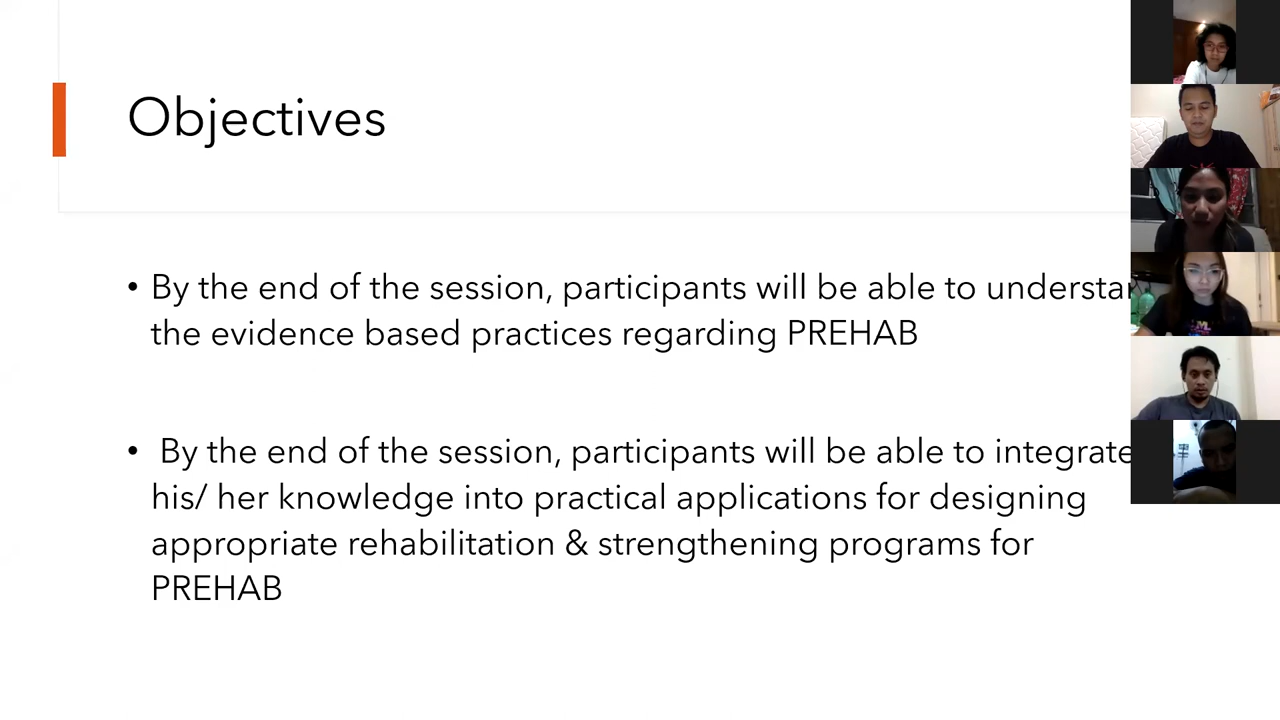 Objectives
• By the end of the session, participants will be able to
the evidence based practices regarding PREHAB
• By the end of the session, participants will be able to integrate
his/ her knowledge into practical applications for designing
appropriate rehabilitation & strengthening programs for
PREHAB